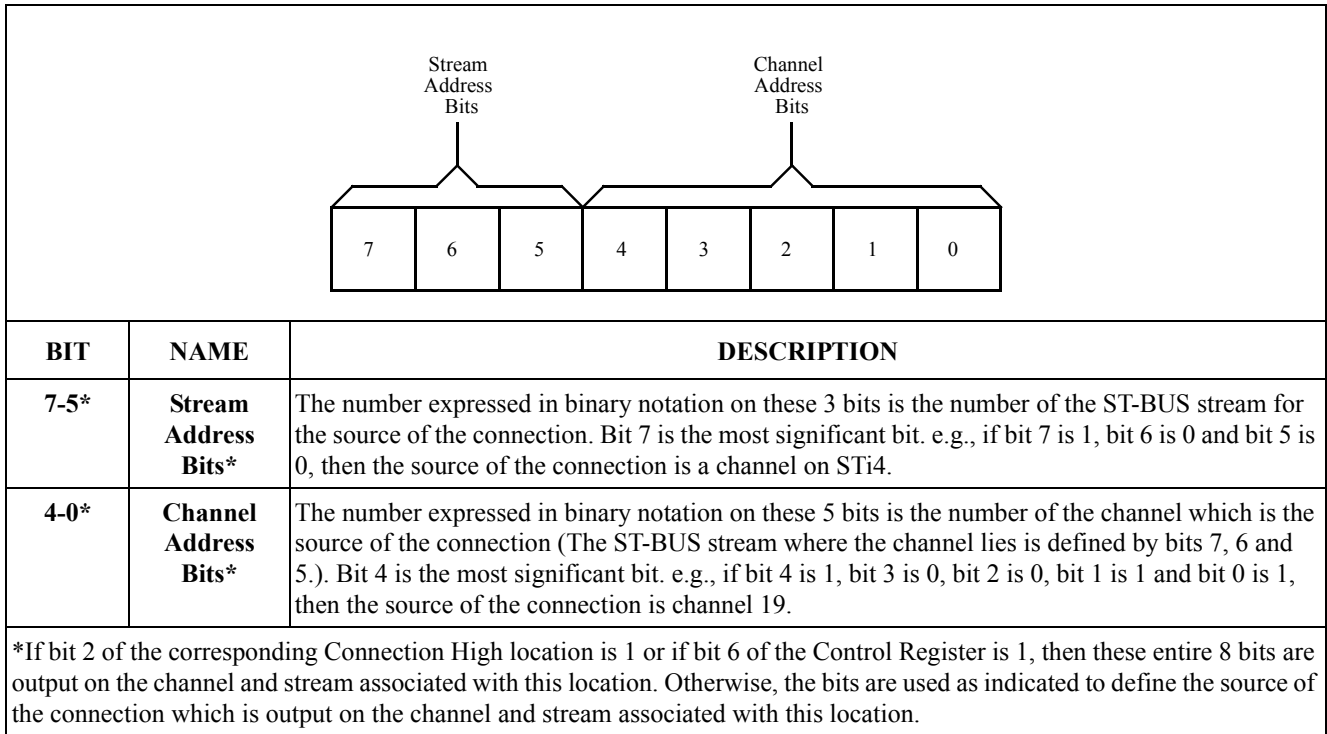 Stream
Address
Bits
Channel
Address
Bits
7 6 5 4 3 2 1 0
BIT NAME DESCRIPTION
7-5* Stream Address Bits* The number expressed in binary notation on these 3 bits is the number of the ST-BUS stream for
the source of the connection. Bit 7 is the most significant bit. e.g., if bit 7 is 1, bit 6 is 0 and bit 5 is
0, then the source of the connection is a channel on STi4.
4-0* Channel Address Bits* The number expressed in binary notation on these 5 bits is the number of the channel which is the
source of the connection (The ST-BUS stream where the channel lies is defined by bits 7, 6 and
5.). Bit 4 is the most significant bit. e.g., if bit 4 is 1, bit 3 is 0, bit 2 is 0, bit 1 is 1 and bit 0 is 1,
then the source of the connection is channel 19.
*If bit 2 of the corresponding Connection High location is 1 or if bit 6 of the Control Register is 1, then these entire 8 bits are
output on the channel and stream associated with this location. Otherwise, the bits are used as indicated to define the source of
the connection which is output on the channel and stream associated with this location.